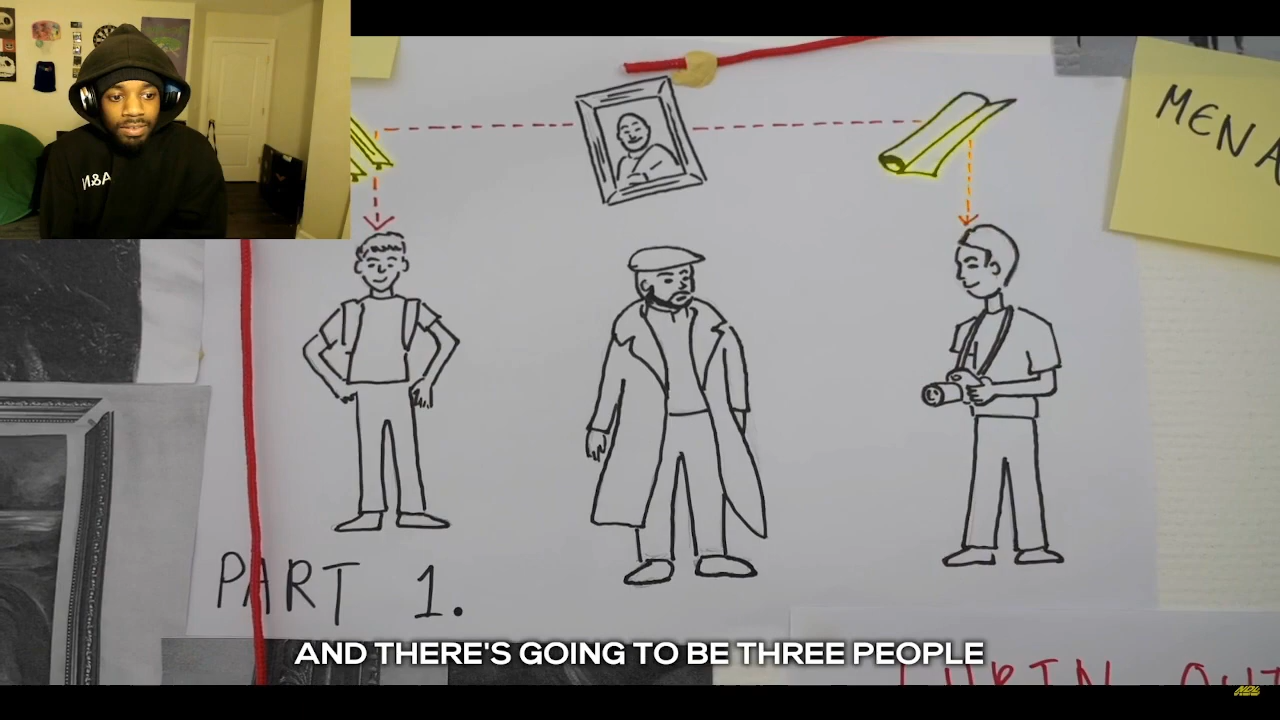 N&A
MENA
A
PART 1.
AND THERE'S GOING TO BE THREE PEOPLE